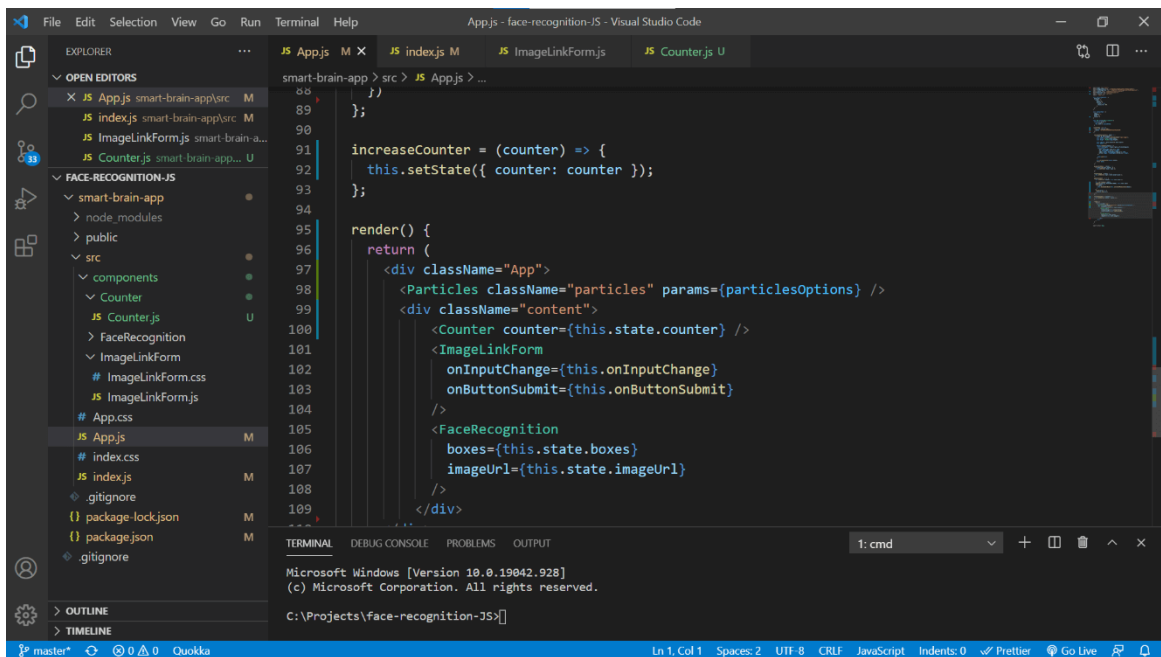 File Edit Selection View Go Run Terminal Help App.js - face-recognition-JS - Visual Studio Code
EXPLORER ...
OPEN EDITORS
JS App.js smart-brain-app\src M
JS index.js smart-brain-app\src M
JS ImageLinkForm.js smart-brain-a...
JS Counter.js smart-brain-app... U
33
FACE-RECOGNITION-JS
smart-brain-app
node_modules
public
src
components
Counter
JS Counter.js U
FaceRecognition
ImageLinkForm
# ImageLinkForm.css
JS ImageLinkForm.js
# App.css
JS App.js M
# index.css
JS index.js M
.gitignore
{} package-lock.json M
{} package.json M
.gitignore
OUTLINE
TIMELINE
JS App.js M JS index.js M JS ImageLinkForm.js JS Counter.js U
smart-brain-app > src > JS App.js > ...
88 })
89 };
90
91 increaseCounter = (counter) => {
92 this.setState({ counter: counter });
93 };
94
95 render() {
96 return (
97 <div className="App">
98 <Particles className="particles" params={particlesOptions} />
99 <div className="content">
100 <Counter counter={this.state.counter} />
101 <ImageLinkForm
102 onInputChange={this.onInputChange}
103 onButtonSubmit={this.onButtonSubmit}
104 />
105 <FaceRecognition
106 boxes={this.state.boxes}
107 imageUrl={this.state.imageUrl}
108 />
109 </div>
TERMINAL DEBUG CONSOLE PROBLEMS OUTPUT 1: cmd
Microsoft Windows [Version 10.0.19042.928]
(c) Microsoft Corporation. All rights reserved.
C:\Projects\face-recognition-JS>
master* 0 0 Quokka Ln 1, Col 1 Spaces: 2 UTF-8 CRLF JavaScript Indents: 0 Prettier Go Live